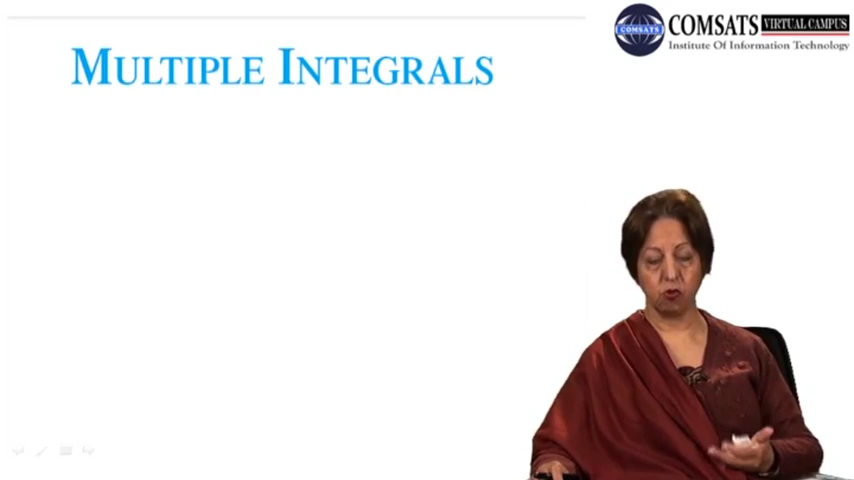 MULTIPLE INTEGRALS
COMSATS VIRTUAL CAMPUS
Institute Of Information Technology
COMSATS